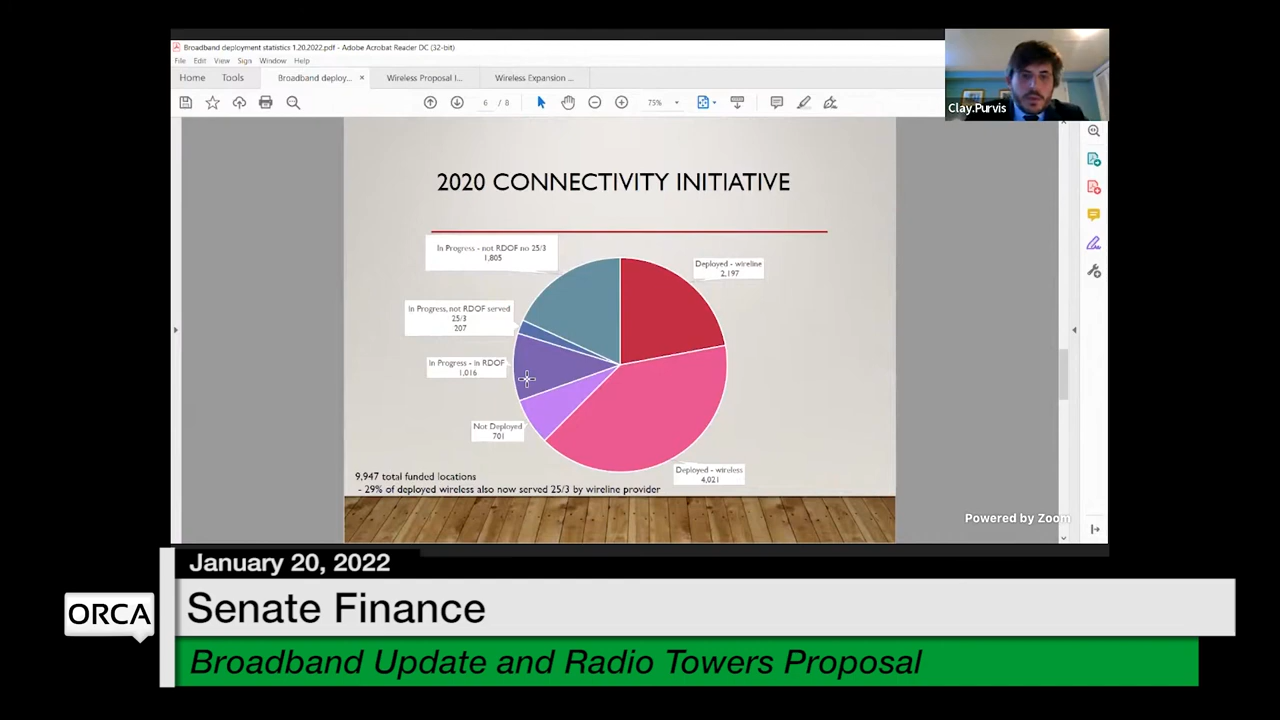 Broadband deployment statistics 1.20.2022.pdf - Adobe Acrobat Reader DC (32-bit)
File Edit View Sign Window Help
Home Tools Broadband deploy... × Wireless Proposal I... Wireless Expansion ...
6 / 8 75%
Clay.Purvis
2020 CONNECTIVITY INITIATIVE
In Progress - not RDOF no 25/3
1,805
Deployed - wireline
2,197
In Progress, not RDOF served
25/3
207
In Progress - in RDOF
1,016
Not Deployed
701
Deployed - wireless
4,021
9,947 total funded locations
- 29% of deployed wireless also now served 25/3 by wireline provider
Powered by Zoom
January 20, 2022
ORCA
Senate Finance
Broadband Update and Radio Towers Proposal